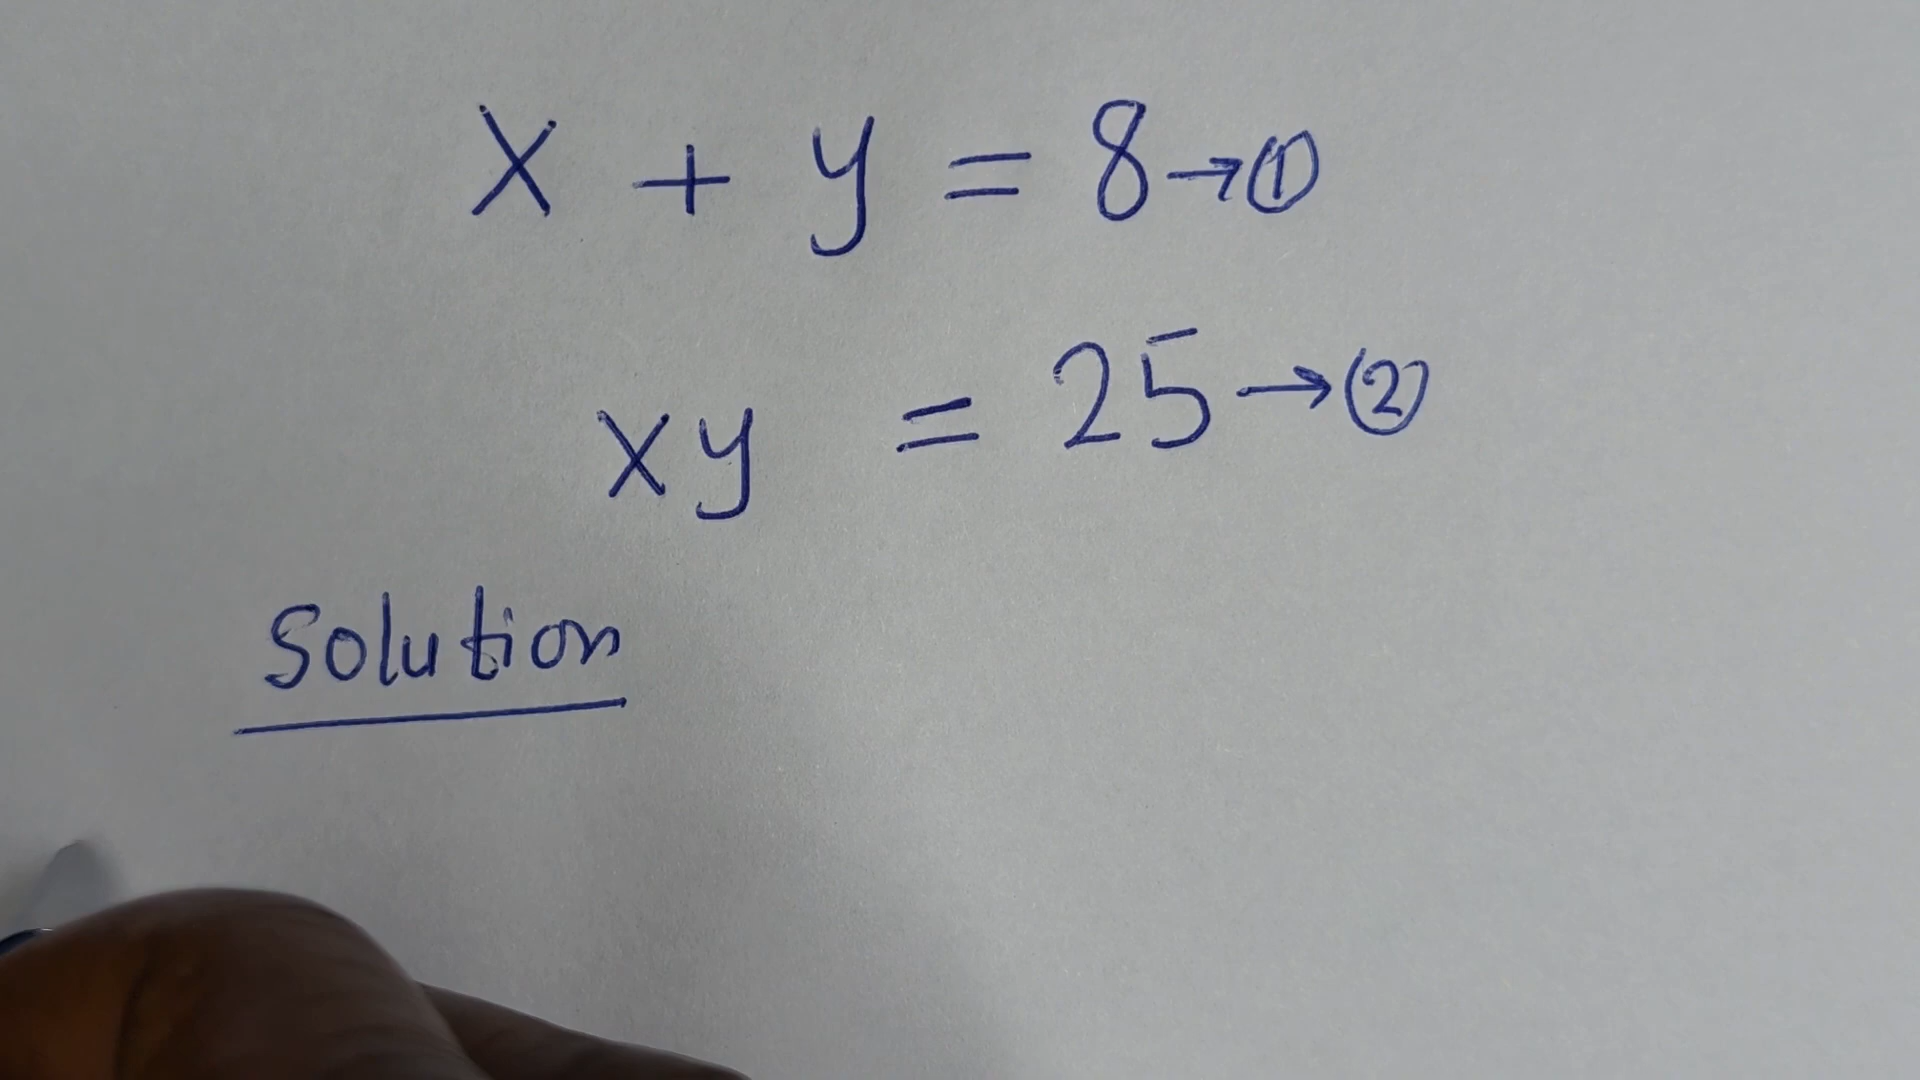 x + y = 8 → ①
xy = 25 → ②
Solution